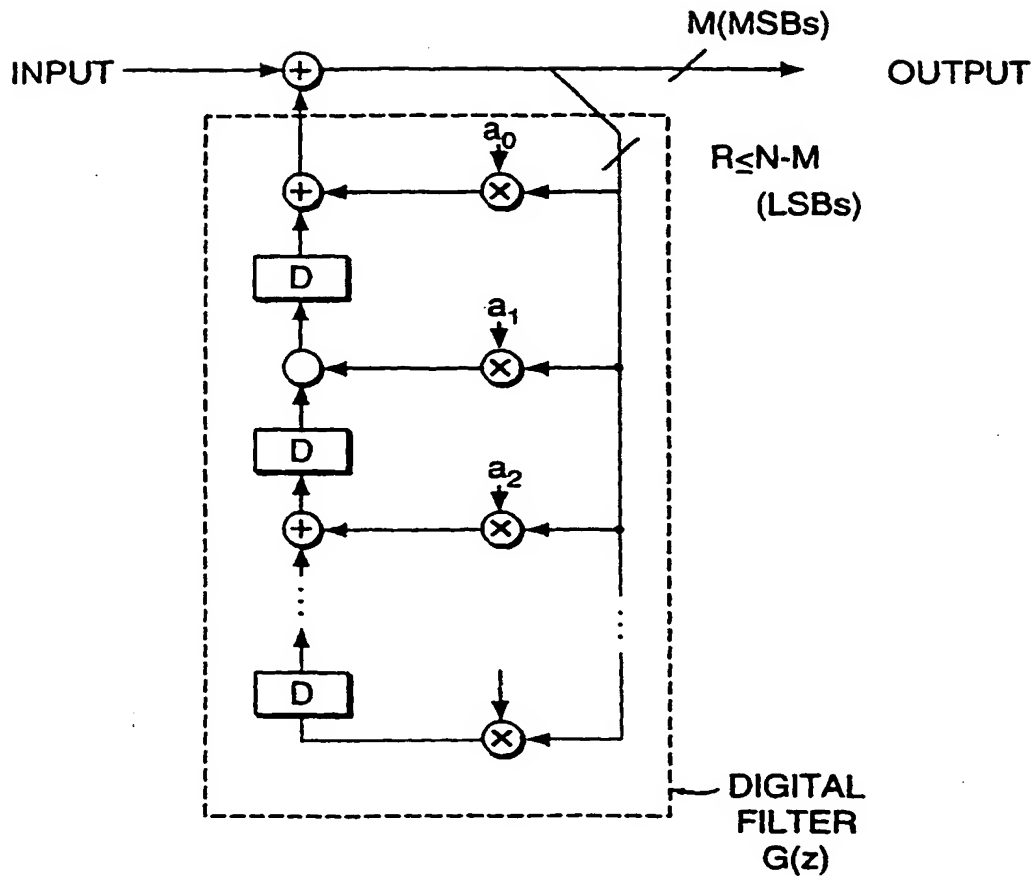 M(MSBs)
INPUT
+
OUTPUT
R≤N-M
(LSBs)
a0
+
×
D
a1
×
D
a2
+
×
D
×
DIGITAL
FILTER
G(z)